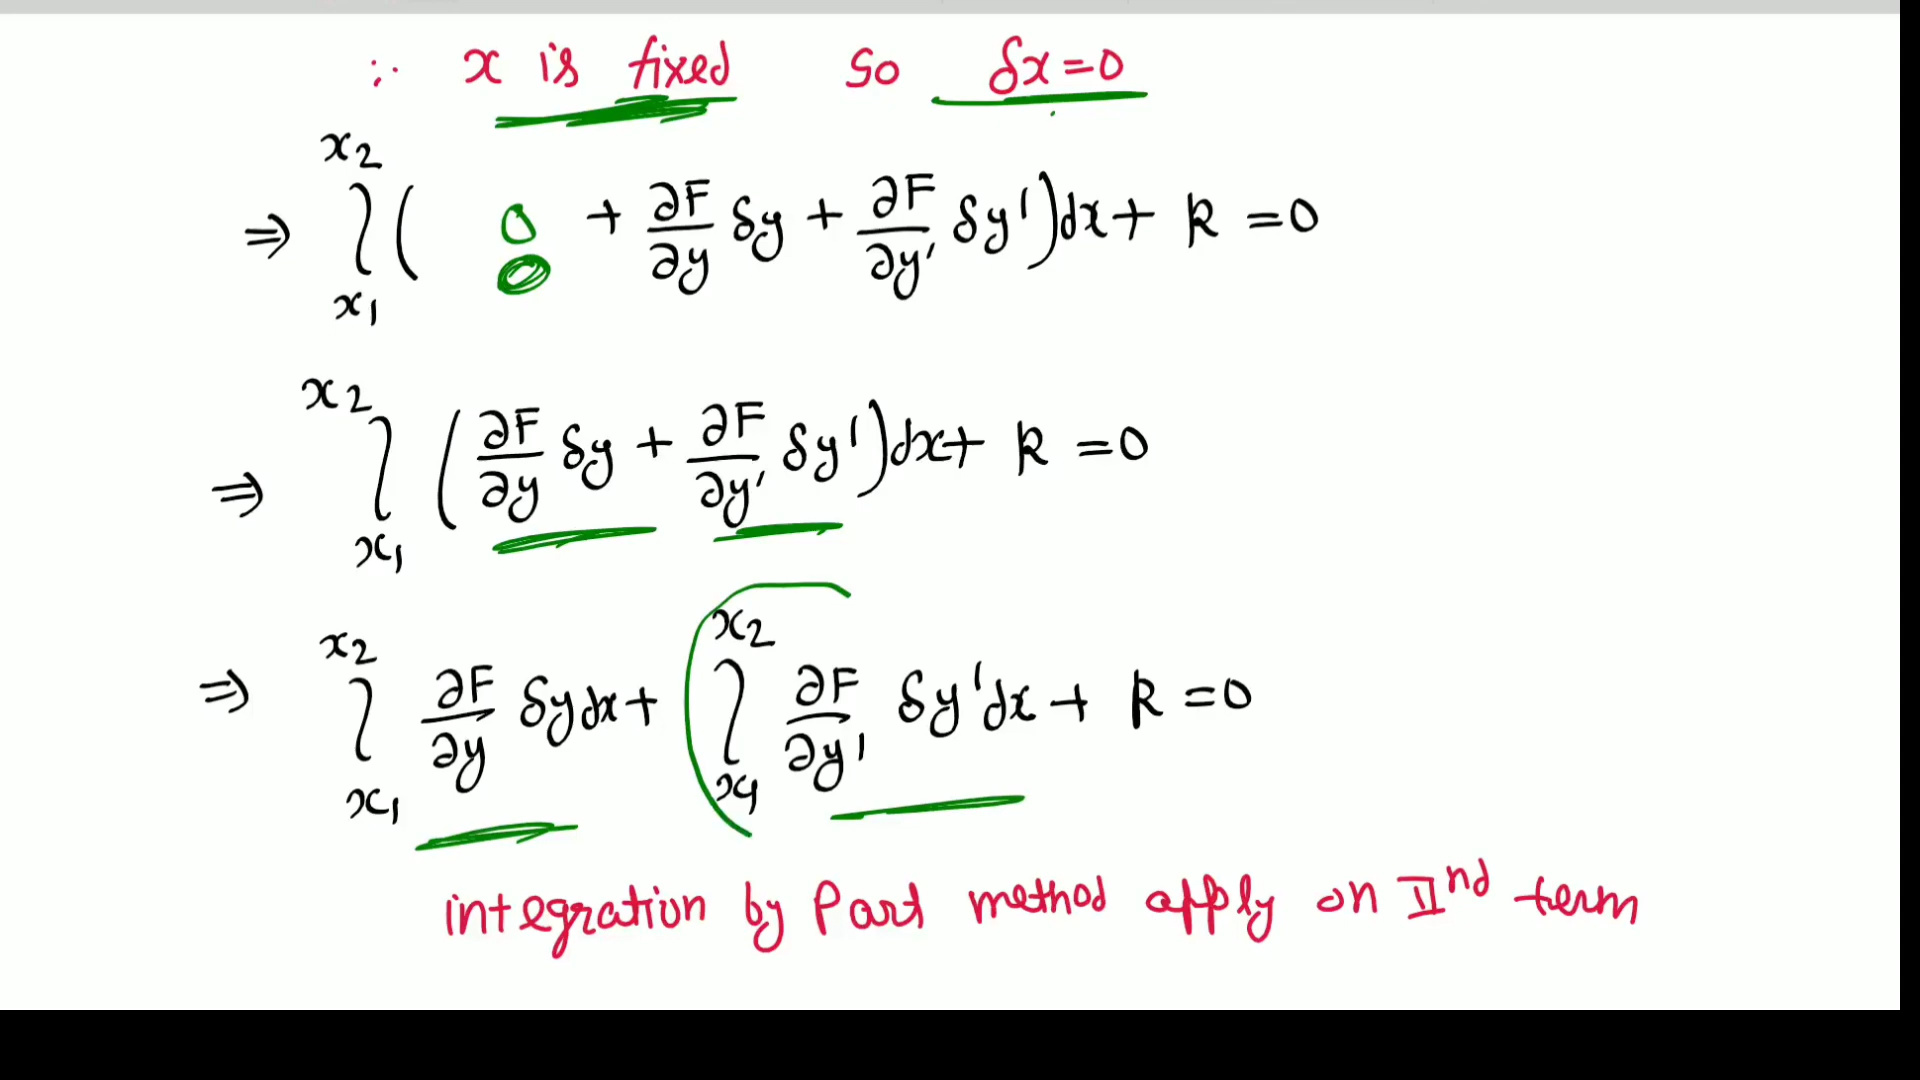 ∵ x is fixed so δx=0
⇒ ∫_{x₁}^{x₂} ( 0 + ∂F/∂y δy + ∂F/∂y' δy')dx + R = 0
⇒ ∫_{x₁}^{x₂} (∂F/∂y δy + ∂F/∂y' δy')dx + R = 0
⇒ ∫_{x₁}^{x₂} ∂F/∂y δy dx + ∫_{x₁}^{x₂} ∂F/∂y' δy'dx + R = 0
integration by Part method apply on IInd term